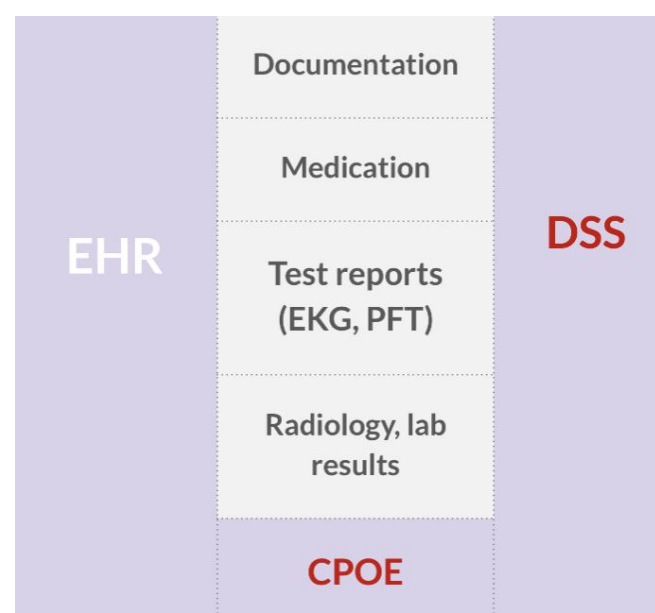 EHR
Documentation
Medication
Test reports
(EKG, PFT)
Radiology, lab
results
CPOE
DSS